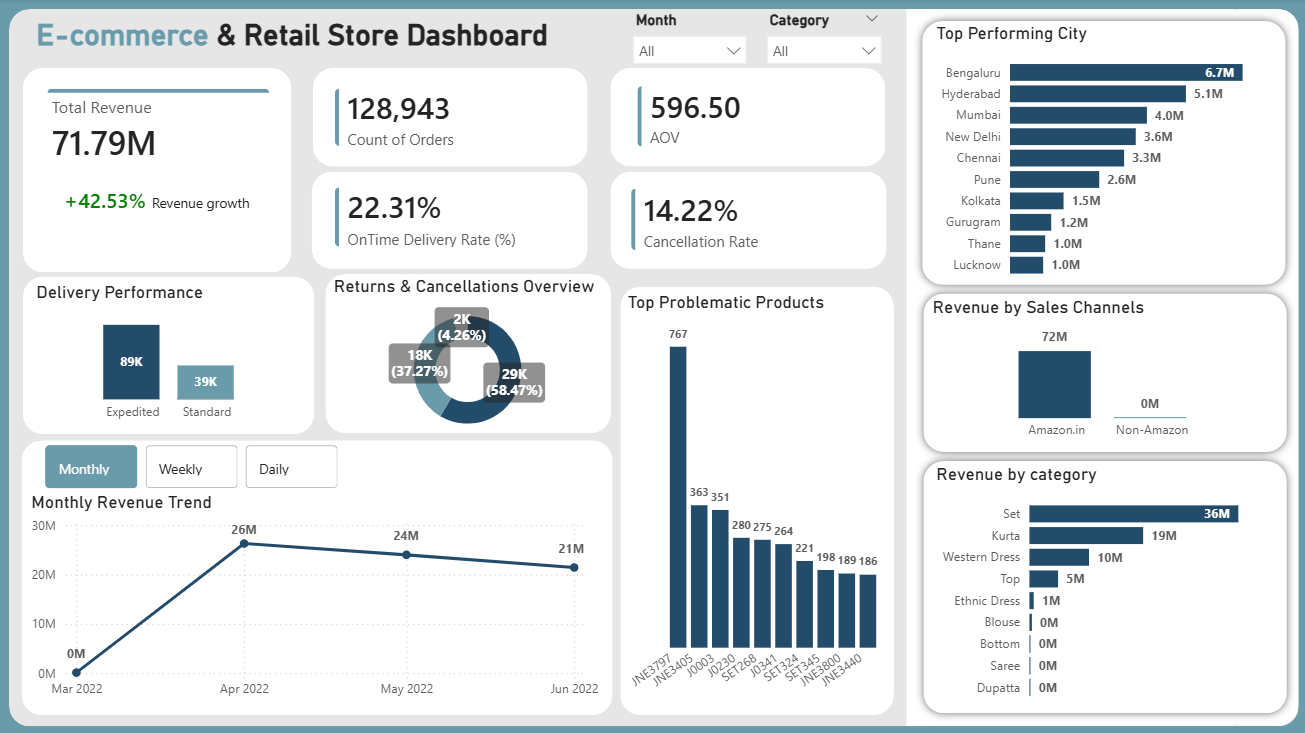 E-commerce & Retail Store Dashboard
Month
All
Category
All
Total Revenue
71.79M
+42.53% Revenue growth
128,943
Count of Orders
596.50
AOV
22.31%
OnTime Delivery Rate (%)
14.22%
Cancellation Rate
Delivery Performance
89K
39K
Expedited
Standard
Returns & Cancellations Overview
2K
(4.26%)
18K
(37.27%)
29K
(58.47%)
Monthly
Weekly
Daily
Monthly Revenue Trend
30M
20M
10M
0M
0M
26M
24M
21M
Mar 2022
Apr 2022
May 2022
Jun 2022
Top Problematic Products
767
363
351
280
275
264
221
198
189
186
JNE3797
JNE3405
J0003
J0230
SET268
J0341
SET324
SET345
JNE3800
JNE3440
Top Performing City
Bengaluru 6.7M
Hyderabad 5.1M
Mumbai 4.0M
New Delhi 3.6M
Chennai 3.3M
Pune 2.6M
Kolkata 1.5M
Gurugram 1.2M
Thane 1.0M
Lucknow 1.0M
Revenue by Sales Channels
72M
0M
Amazon.in
Non-Amazon
Revenue by category
Set 36M
Kurta 19M
Western Dress 10M
Top 5M
Ethnic Dress 1M
Blouse 0M
Bottom 0M
Saree 0M
Dupatta 0M